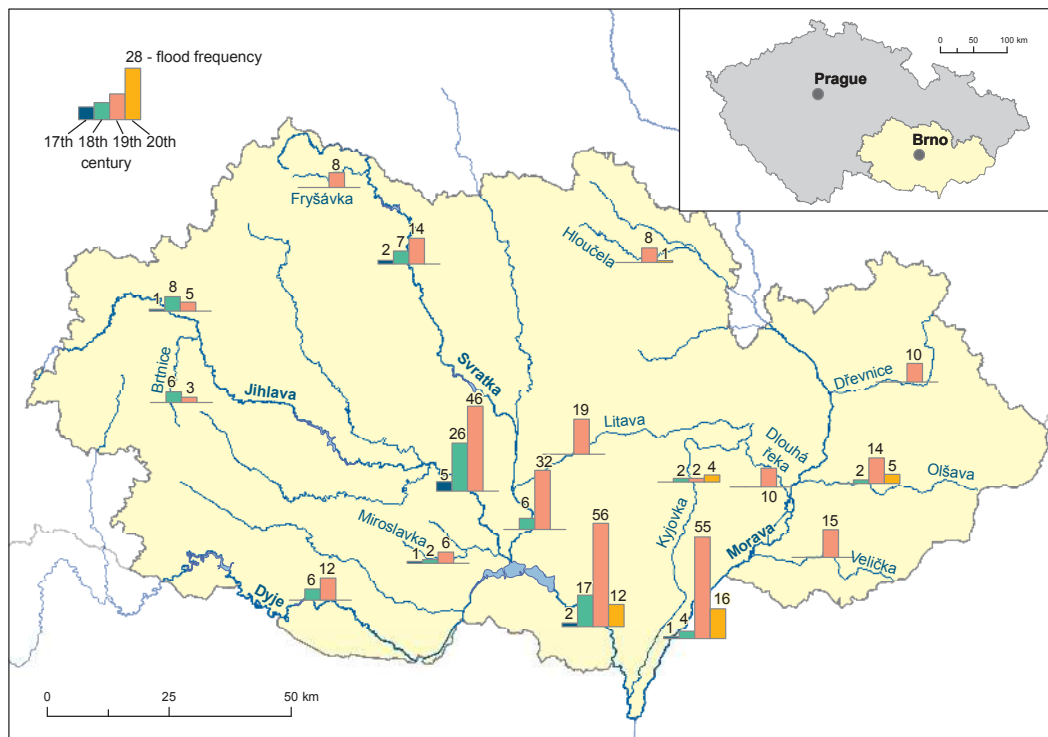 28 - flood frequency
17th 18th 19th 20th
century
0 50 100 km
Prague
Brno
8
Fryšávka
2 7 14
Hloučela
8 1
1 8 5
Brtnice
6 3
Jihlava
Svratka
10
Dřevnice
5 26 46
19
Litava
6 32
Dlouhá
řeka
10
2 2 4
Kyjovka
2 14 5
Olšava
Miroslavka
1 2 6
Morava
15
Velička
6 12
Dyje
2 17 56 12
1 4 55 16
0 25 50 km